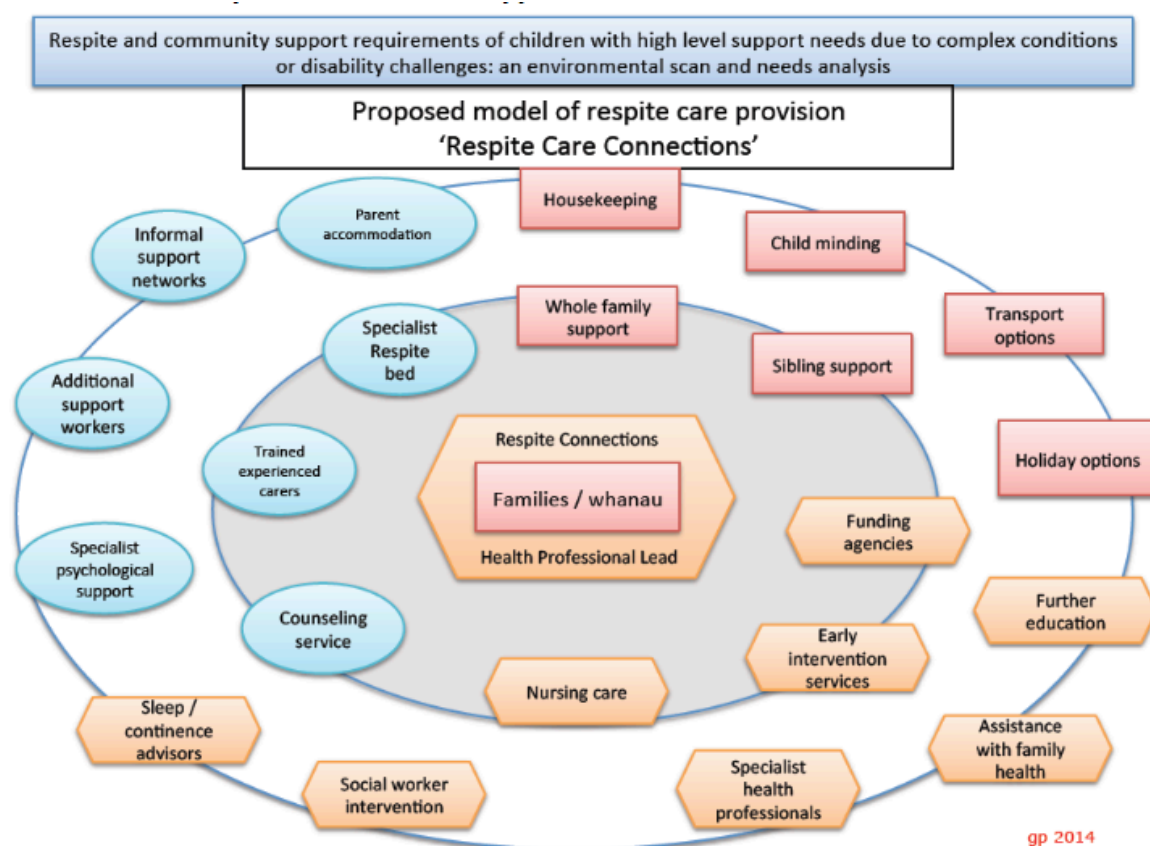 Respite and community support requirements of children with high level support needs due to complex conditions
or disability challenges: an environmental scan and needs analysis
Proposed model of respite care provision
‘Respite Care Connections’
Parent
accommodation
Housekeeping
Child minding
Transport
options
Holiday options
Informal
support
networks
Additional
support
workers
Specialist
psychological
support
Specialist
Respite
bed
Whole family
support
Sibling support
Trained
experienced
carers
Respite Connections
Families / whanau
Health Professional Lead
Funding
agencies
Counseling
service
Nursing care
Early
intervention
services
Further
education
Sleep /
continence
advisors
Social worker
intervention
Specialist
health
professionals
Assistance
with family
health
gp 2014